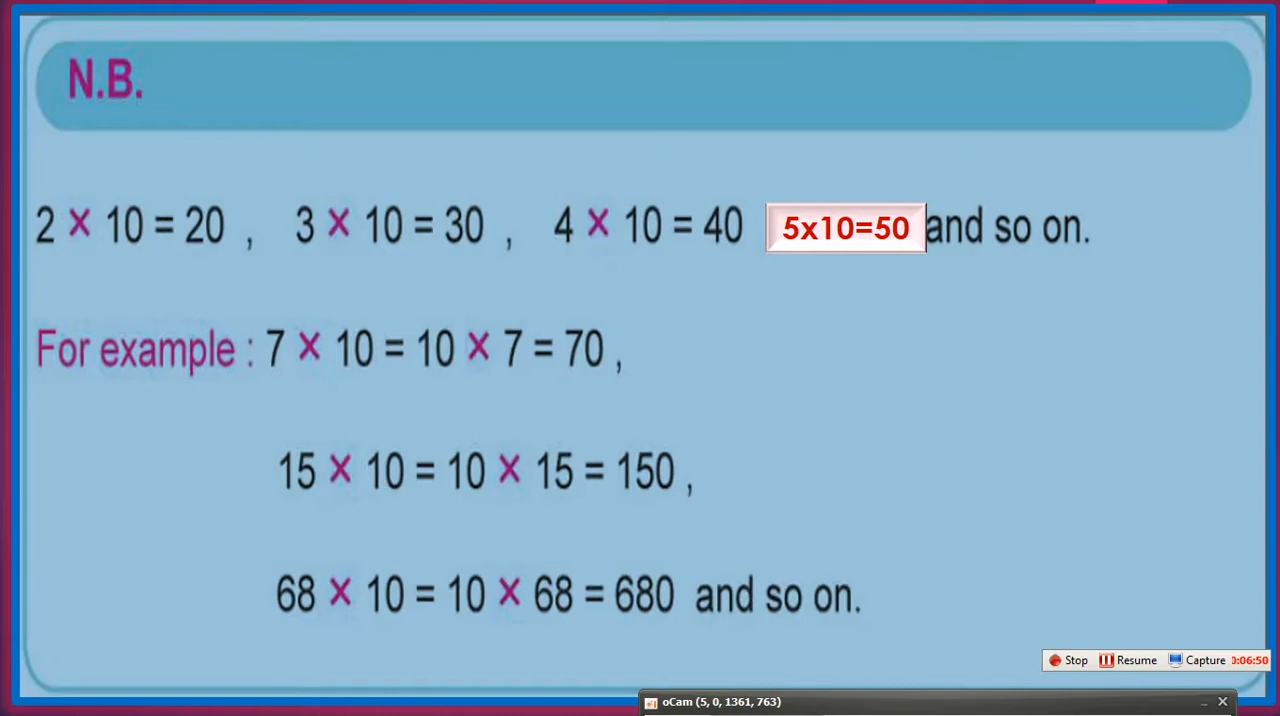 N.B.
2 × 10 = 20 , 3 × 10 = 30 , 4 × 10 = 40 5x10=50 and so on.
For example : 7 × 10 = 10 × 7 = 70 ,
15 × 10 = 10 × 15 = 150 ,
68 × 10 = 10 × 68 = 680 and so on.
Stop Resume Capture 0:06:50
oCam (5, 0, 1361, 763)